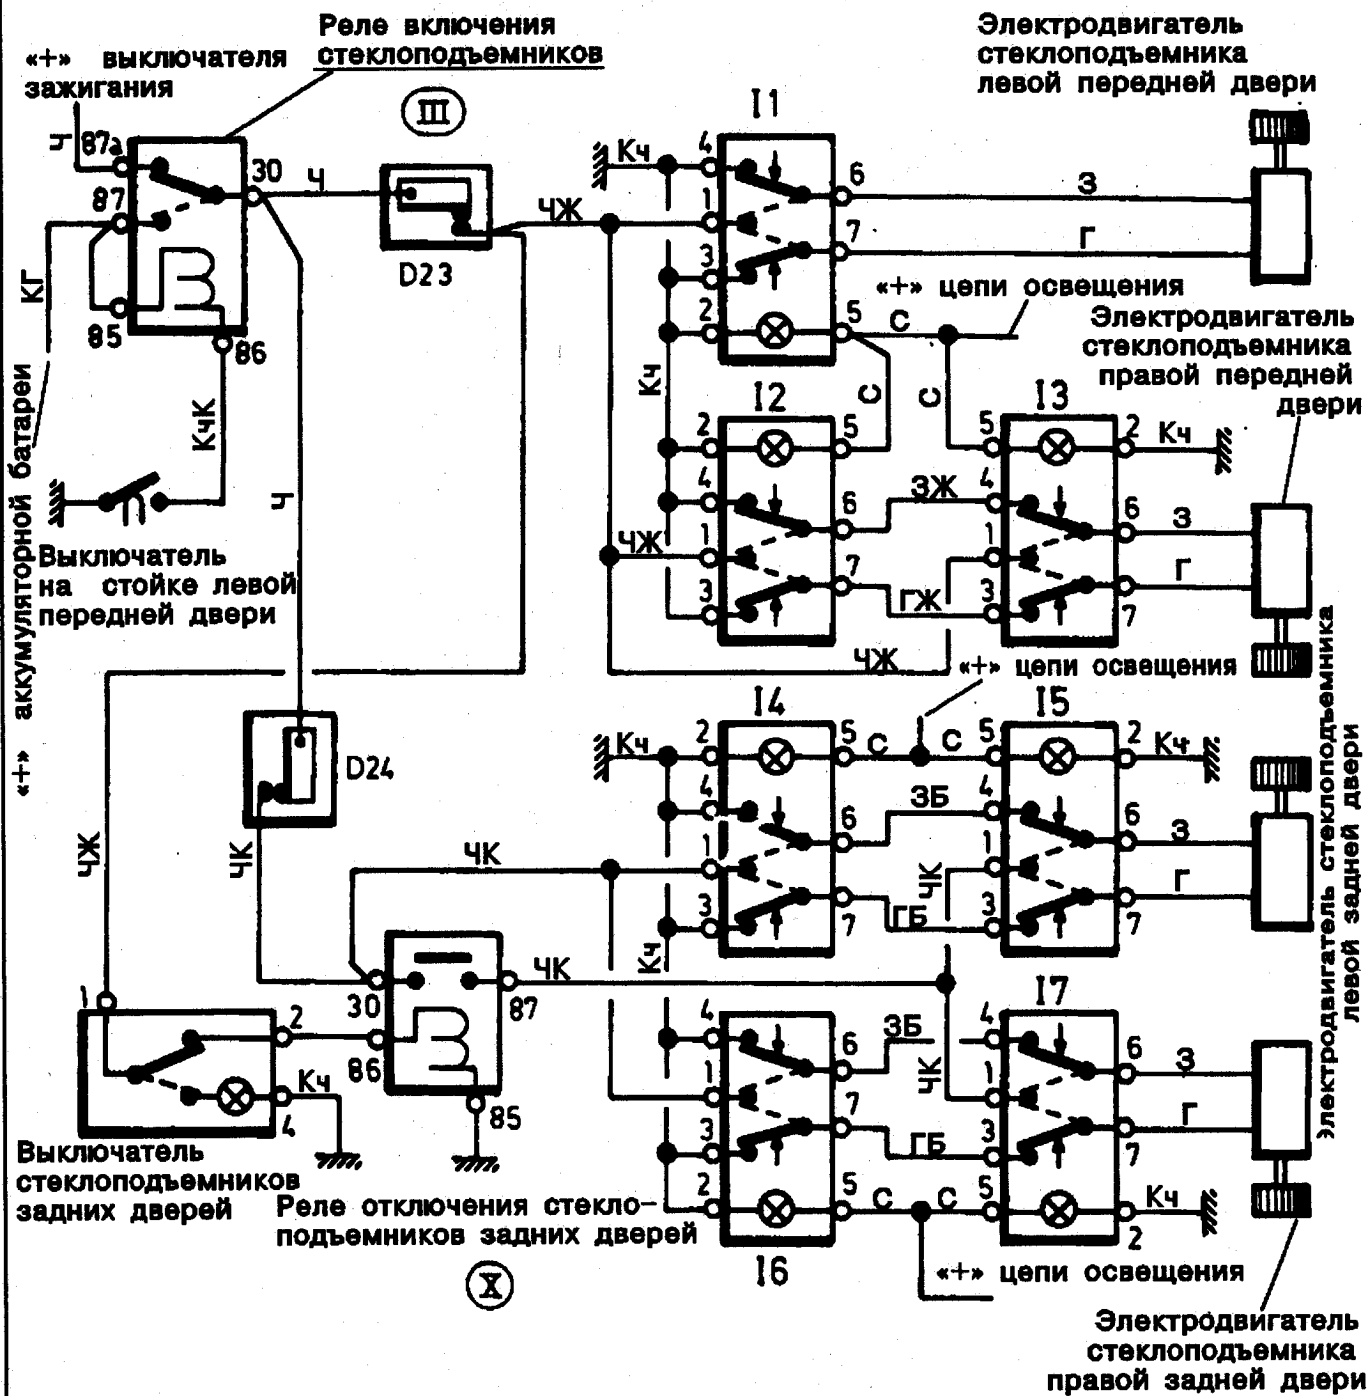 Реле включения
стеклоподъемников
«+» выключателя
зажигания
III
Электродвигатель
стеклоподъемника
левой передней двери
Ч
87а
30
Ч
87
КГ
85
86
КчК
D23
ЧЖ
Ч
I1
Кч
4
1
3
2
6
7
5
З
Г
«+» цепи освещения
С
Электродвигатель
стеклоподъемника
правой передней
двери
Кч
С
С
I2
2
4
1
3
5
6
7
ЧЖ
ЗЖ
ГЖ
I3
5
4
1
3
2
6
7
Кч
З
Г
ЧЖ
«+» аккумуляторной батареи
Выключатель
на стойке левой
передней двери
«+» цепи освещения
D24
ЧЖ
ЧК
ЧК
I4
Кч
2
4
1
3
5
6
7
С
С
ЗБ
ГБ
ЧК
I5
5
4
1
3
2
6
7
Кч
З
Г
Электродвигатель стеклоподъемника
левой задней двери
Кч
30
87
86
85
ЧК
1
2
4
Кч
Выключатель
стеклоподъемников
задних дверей
Реле отключения стекло-
подъемников задних дверей
X
4
1
3
2
6
7
5
I6
ЗБ
ГБ
ЧК
С
С
I7
4
1
3
5
6
7
2
З
Г
Кч
«+» цепи освещения
Электродвигатель
стеклоподъемника
правой задней двери